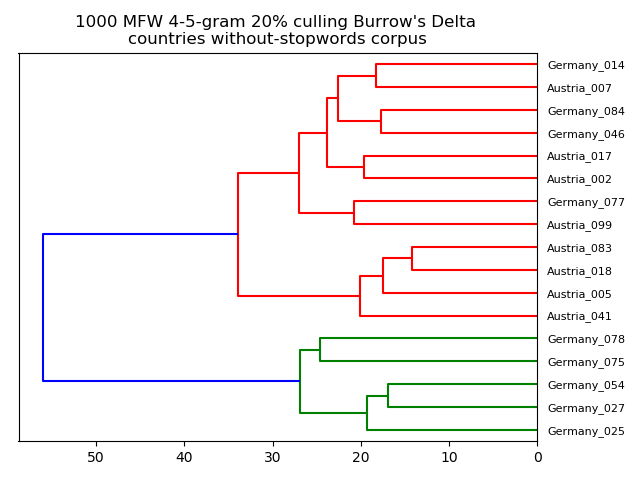 1000 MFW 4-5-gram 20% culling Burrow's Delta
countries without-stopwords corpus
Germany_014
Austria_007
Germany_084
Germany_046
Austria_017
Austria_002
Germany_077
Austria_099
Austria_083
Austria_018
Austria_005
Austria_041
Germany_078
Germany_075
Germany_054
Germany_027
Germany_025
50 40 30 20 10 0